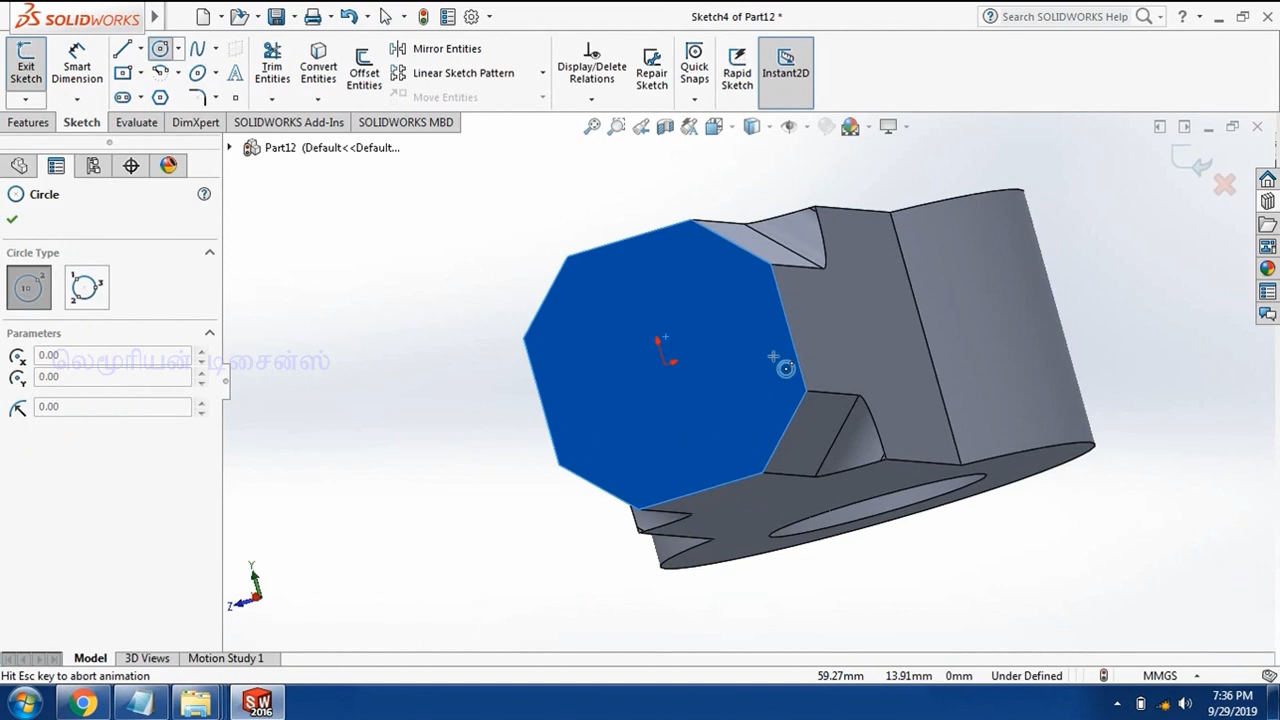 DS SOLIDWORKS
Sketch4 of Part12 *
Search SOLIDWORKS Help
Exit Sketch
Smart Dimension
Trim Entities
Convert Entities
Offset Entities
Mirror Entities
Linear Sketch Pattern
Move Entities
Display/Delete Relations
Repair Sketch
Quick Snaps
Rapid Sketch
Instant2D
Features Sketch Evaluate DimXpert SOLIDWORKS Add-Ins SOLIDWORKS MBD
Part12 (Default<<Default...
Circle
Circle Type
Parameters
0.00
லெமூரியன் டிசைன்ஸ்
0.00
0.00
Y
Z
Model 3D Views Motion Study 1
Hit Esc key to abort animation 59.27mm 13.91mm 0mm Under Defined MMGS
SW 2016
7:36 PM
9/29/2019